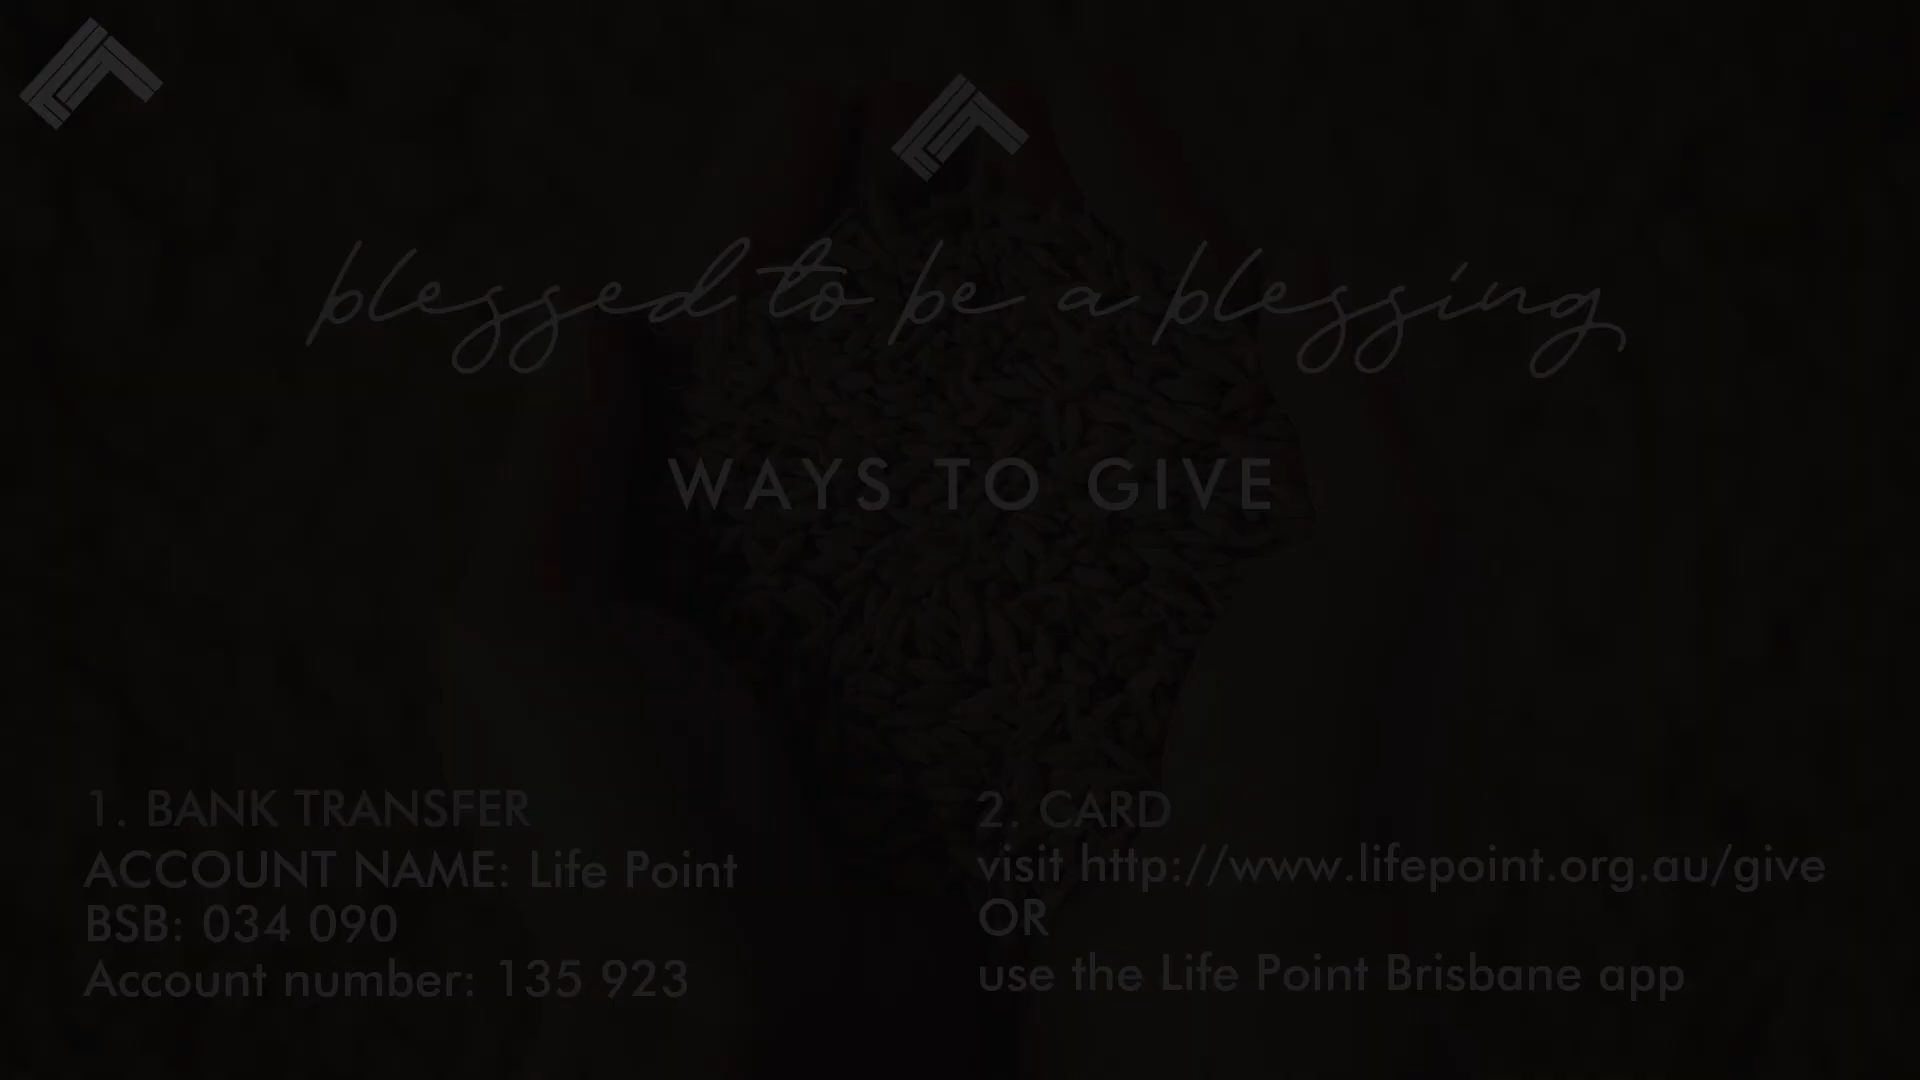 blessed to be a blessing
WAYS TO GIVE
1. BANK TRANSFER
ACCOUNT NAME: Life Point
BSB: 034 090
Account number: 135 923
2. CARD
visit http://www.lifepoint.org.au/give
OR
use the Life Point Brisbane app